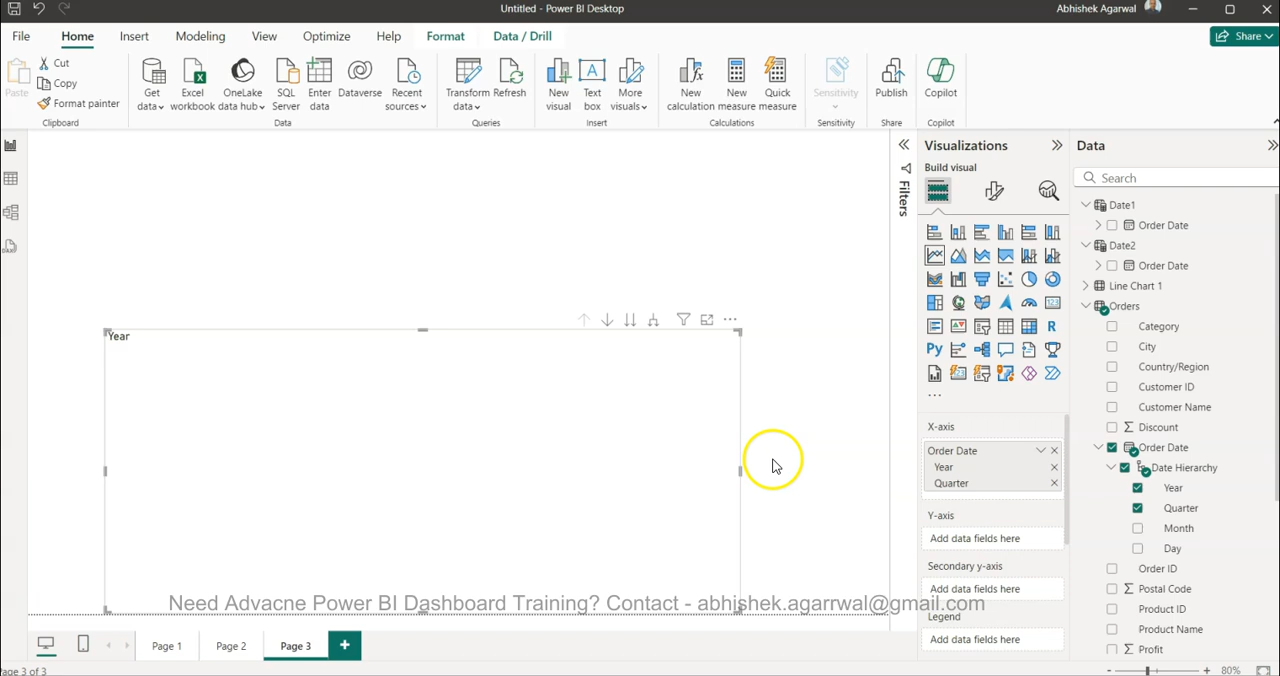 Untitled - Power BI Desktop
Abhishek Agarwal
File
Home
Insert
Modeling
View
Optimize
Help
Format
Data / Drill
Share
Paste
Cut
Copy
Format painter
Clipboard
Get data
Excel workbook
OneLake data hub
SQL Server
Enter data
Dataverse
Recent sources
Data
Transform data
Refresh
Queries
New visual
Text box
More visuals
Insert
New calculation
New measure
Quick measure
Calculations
Sensitivity
Sensitivity
Publish
Share
Copilot
Copilot
Year
Filters
Visualizations
Build visual
R
Py
123
X-axis
Order Date
Year
Quarter
Y-axis
Add data fields here
Secondary y-axis
Add data fields here
Legend
Add data fields here
Data
Search
Date1
Order Date
Date2
Order Date
Line Chart 1
Orders
Category
City
Country/Region
Customer ID
Customer Name
Discount
Order Date
Date Hierarchy
Year
Quarter
Month
Day
Order ID
Postal Code
Product ID
Product Name
Profit
Need Advacne Power BI Dashboard Training? Contact - abhishek.agarrwal@gmail.com
Page 1
Page 2
Page 3
Page 3 of 3
80%